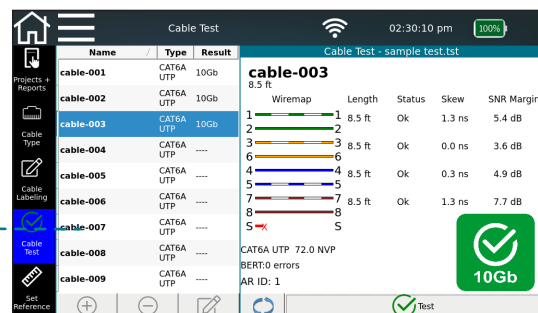 Cable Test
02:30:10 pm
100%
Name / Type Result
Cable Test - sample test.tst
Projects +
Reports
Cable
Type
Cable
Labeling
Cable
Test
Set
Reference
cable-001 CAT6A UTP 10Gb
cable-002 CAT6A UTP 10Gb
cable-003 CAT6A UTP 10Gb
cable-004 CAT6A UTP ----
cable-005 CAT6A UTP ----
cable-006 CAT6A UTP ----
cable-007 CAT6A UTP ----
cable-008 CAT6A UTP ----
cable-009 CAT6A UTP ----
cable-003
8.5 ft
Wiremap Length Status Skew SNR Margin
1 1 8.5 ft Ok 1.3 ns 5.4 dB
2 2
3 3 8.5 ft Ok 0.0 ns 3.6 dB
6 6
4 4 8.5 ft Ok 0.3 ns 4.9 dB
5 5
7 7 8.5 ft Ok 1.3 ns 7.7 dB
8 8
S X S
CAT6A UTP 72.0 NVP
BERT:0 errors
AR ID: 1
10Gb
Test